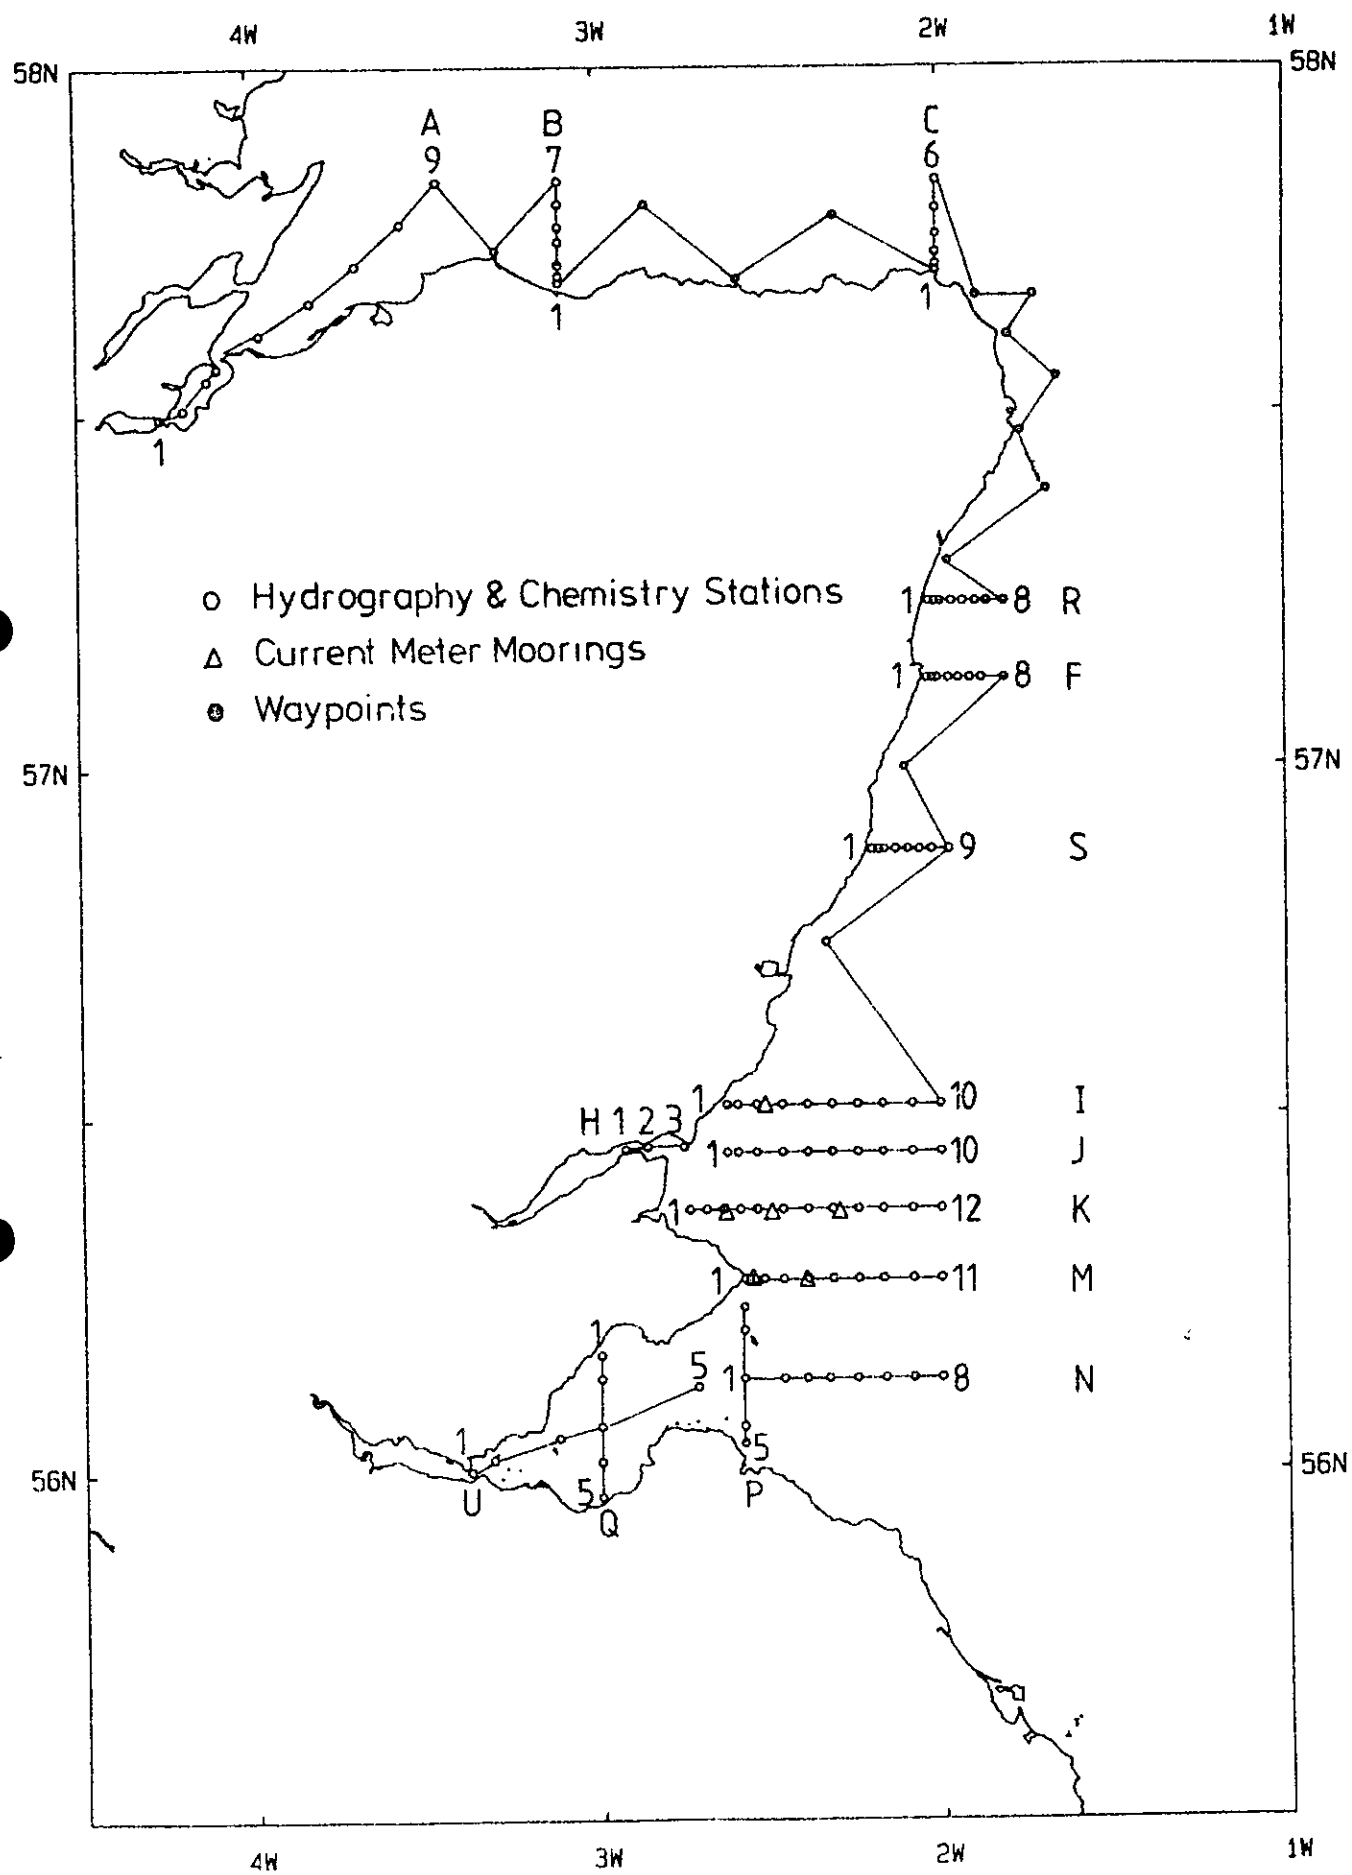 4W 3W 2W 1W
58N 58N
A B C
9 7 6
1 1
1
○ Hydrography & Chemistry Stations
△ Current Meter Moorings
Waypoints
1 8 R
1 8 F
57N 57N
1 9 S
1 10 I
H 1 2 3
1 10 J
1 12 K
1 11 M
1
5 1 8 N
1 5
56N 56N
U 5 Q P
4W 3W 2W 1W